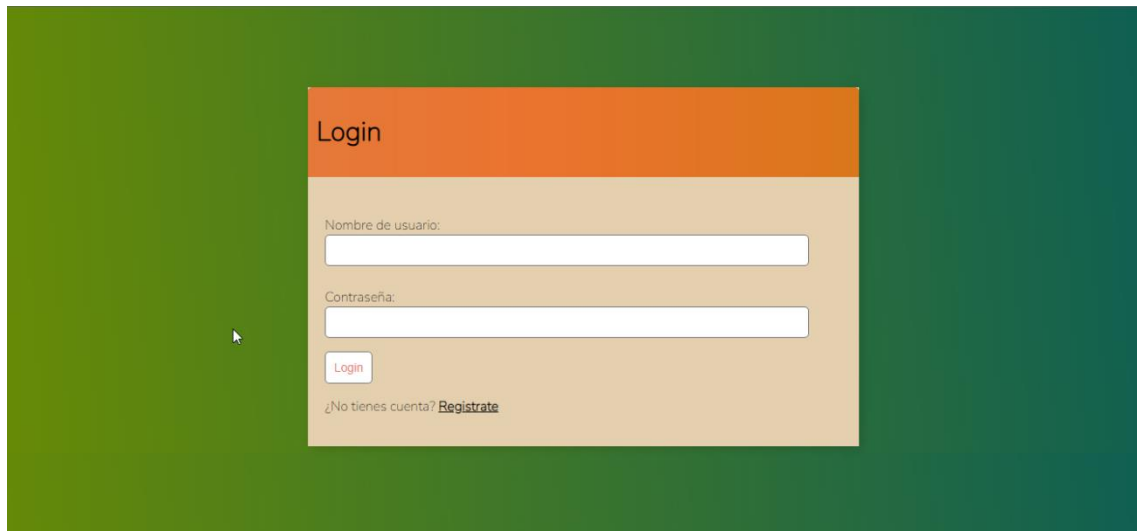 Login
Nombre de usuario:
Contraseña:
Login
¿No tienes cuenta? Registrate